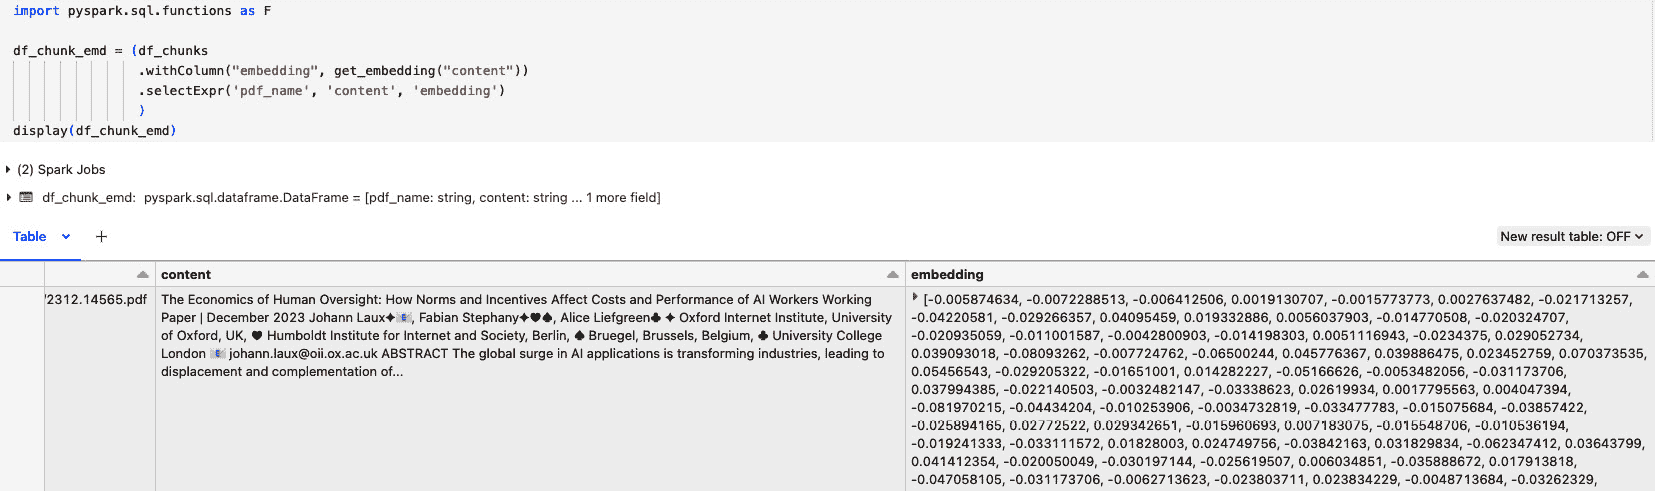 import pyspark.sql.functions as F
df_chunk_emd = (df_chunks
.withColumn("embedding", get_embedding("content"))
.selectExpr('pdf_name', 'content', 'embedding')
)
display(df_chunk_emd)
(2) Spark Jobs
df_chunk_emd: pyspark.sql.dataframe.DataFrame = [pdf_name: string, content: string ... 1 more field]
Table +
New result table: OFF
content embedding
/2312.14565.pdf
The Economics of Human Oversight: How Norms and Incentives Affect Costs and Performance of AI Workers Working
Paper | December 2023 Johann Laux✦📧, Fabian Stephany✦♥♠, Alice Liefgreen♣ ✦ Oxford Internet Institute, University
of Oxford, UK, ♥ Humboldt Institute for Internet and Society, Berlin, ♠ Bruegel, Brussels, Belgium, ♣ University College
London 📧 johann.laux@oii.ox.ac.uk ABSTRACT The global surge in AI applications is transforming industries, leading to
displacement and complementation of...
[-0.005874634, -0.0072288513, -0.006412506, 0.0019130707, -0.0015773773, 0.0027637482, -0.021713257,
-0.04220581, -0.029266357, 0.04095459, 0.019332886, 0.0056037903, -0.014770508, -0.020324707,
-0.020935059, -0.011001587, -0.0042800903, -0.014198303, 0.0051116943, -0.0234375, 0.029052734,
0.039093018, -0.08093262, -0.007724762, -0.06500244, 0.045776367, 0.039886475, 0.023452759, 0.070373535,
0.05456543, -0.029205322, -0.01651001, 0.014282227, -0.05166626, -0.0053482056, -0.031173706,
0.037994385, -0.022140503, -0.0032482147, -0.03338623, 0.02619934, 0.0017795563, 0.004047394,
-0.081970215, -0.04434204, -0.010253906, -0.0034732819, -0.033477783, -0.015075684, -0.03857422,
-0.025894165, 0.02772522, 0.029342651, -0.015960693, 0.007183075, -0.015548706, -0.010536194,
-0.019241333, -0.033111572, 0.01828003, 0.024749756, -0.03842163, 0.031829834, -0.062347412, 0.03643799,
0.041412354, -0.020050049, -0.030197144, -0.025619507, 0.006034851, -0.035888672, 0.017913818,
-0.047058105, -0.031173706, -0.0062713623, -0.023803711, 0.023834229, -0.0048713684, -0.03262329,